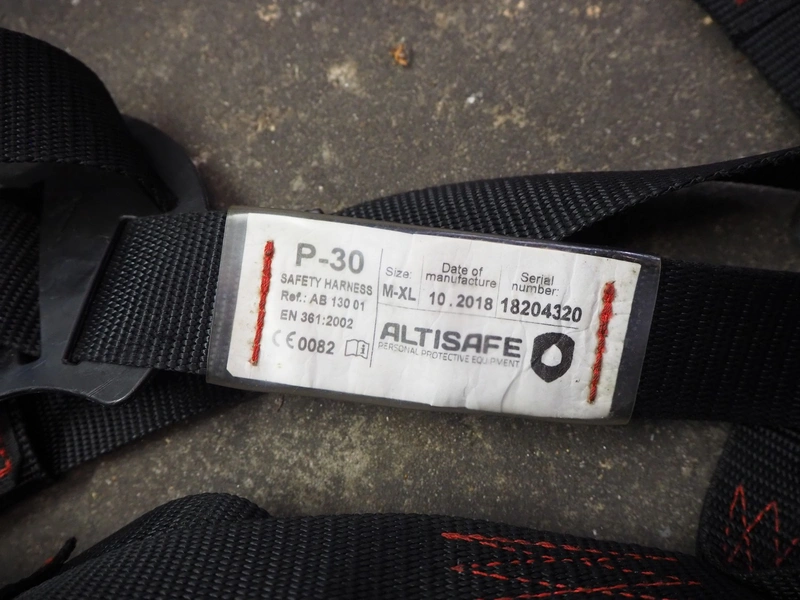 P-30
SAFETY HARNESS
Ref.: AB 130 01
EN 361:2002
CE 0082
Size:
M-XL
Date of
manufacture
10.2018
Serial
number:
18204320
ALTISAFE
PERSONAL PROTECTIVE EQUIPMENT